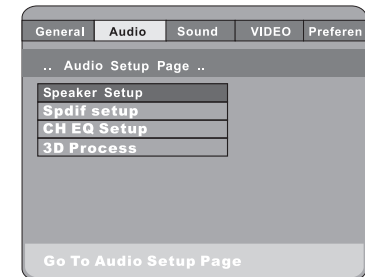 General Audio Sound VIDEO Preferen
.. Audio Setup Page ..
Speaker Setup
Spdif setup
CH EQ Setup
3D Process
Go To Audio Setup Page